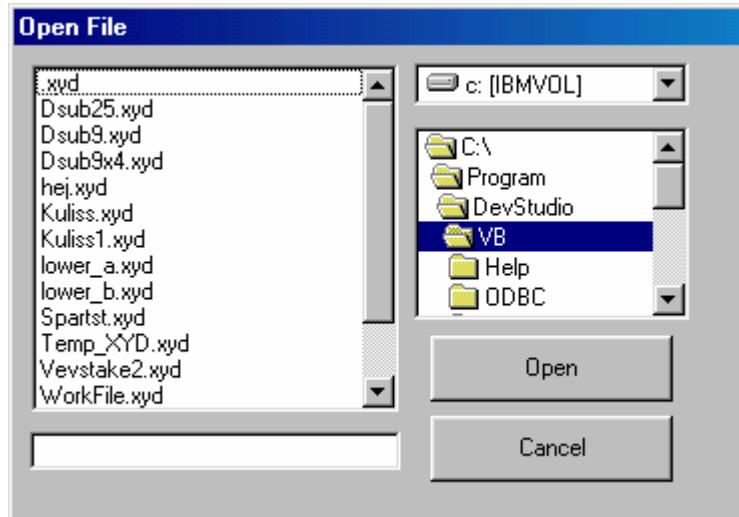 Open File
.xyd
Dsub25.xyd
Dsub9.xyd
Dsub9x4.xyd
hej.xyd
Kuliss.xyd
Kuliss1.xyd
lower_a.xyd
lower_b.xyd
Spartst.xyd
Temp_XYD.xyd
Vevstake2.xyd
WorkFile.xyd
c: [IBMVOL]
C:\
Program
DevStudio
VB
Help
ODBC
Open
Cancel